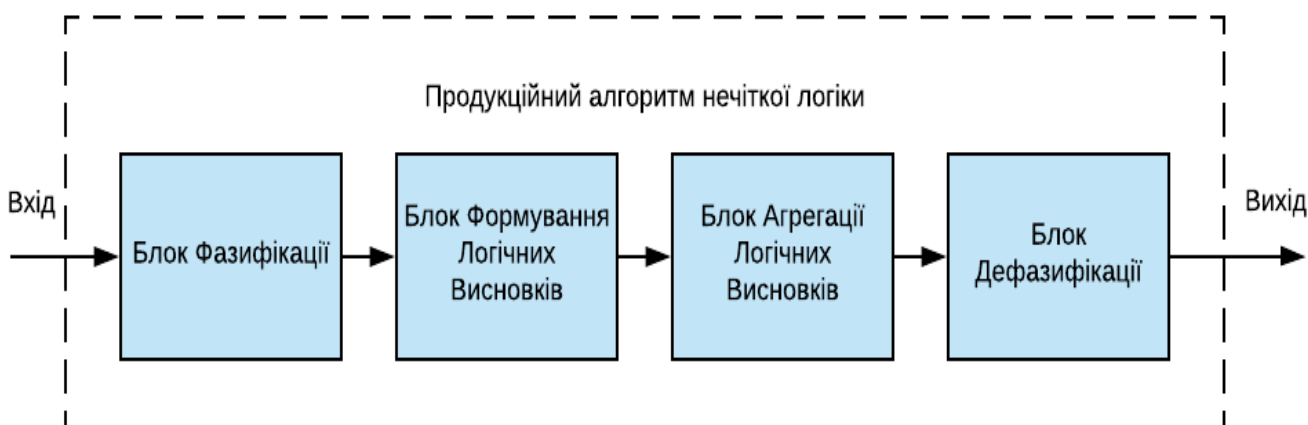 Продукційний алгоритм нечіткої логіки
Вхід
Блок Фазифікації
Блок Формування
Логічних
Висновків
Блок Агрегації
Логічних
Висновків
Блок
Дефазифікації
Вихід